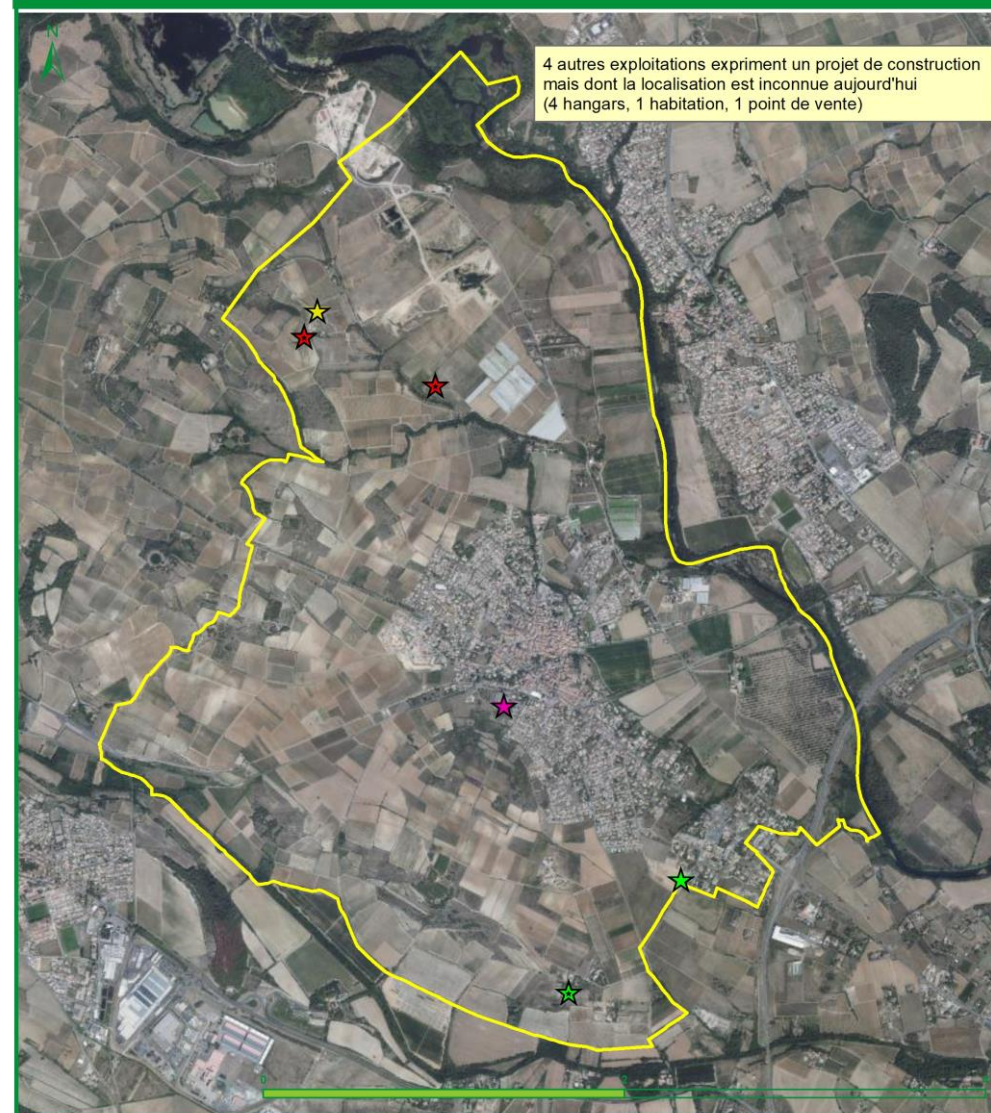 N
4 autres exploitations expriment un projet de construction
mais dont la localisation est inconnue aujourd'hui
(4 hangars, 1 habitation, 1 point de vente)